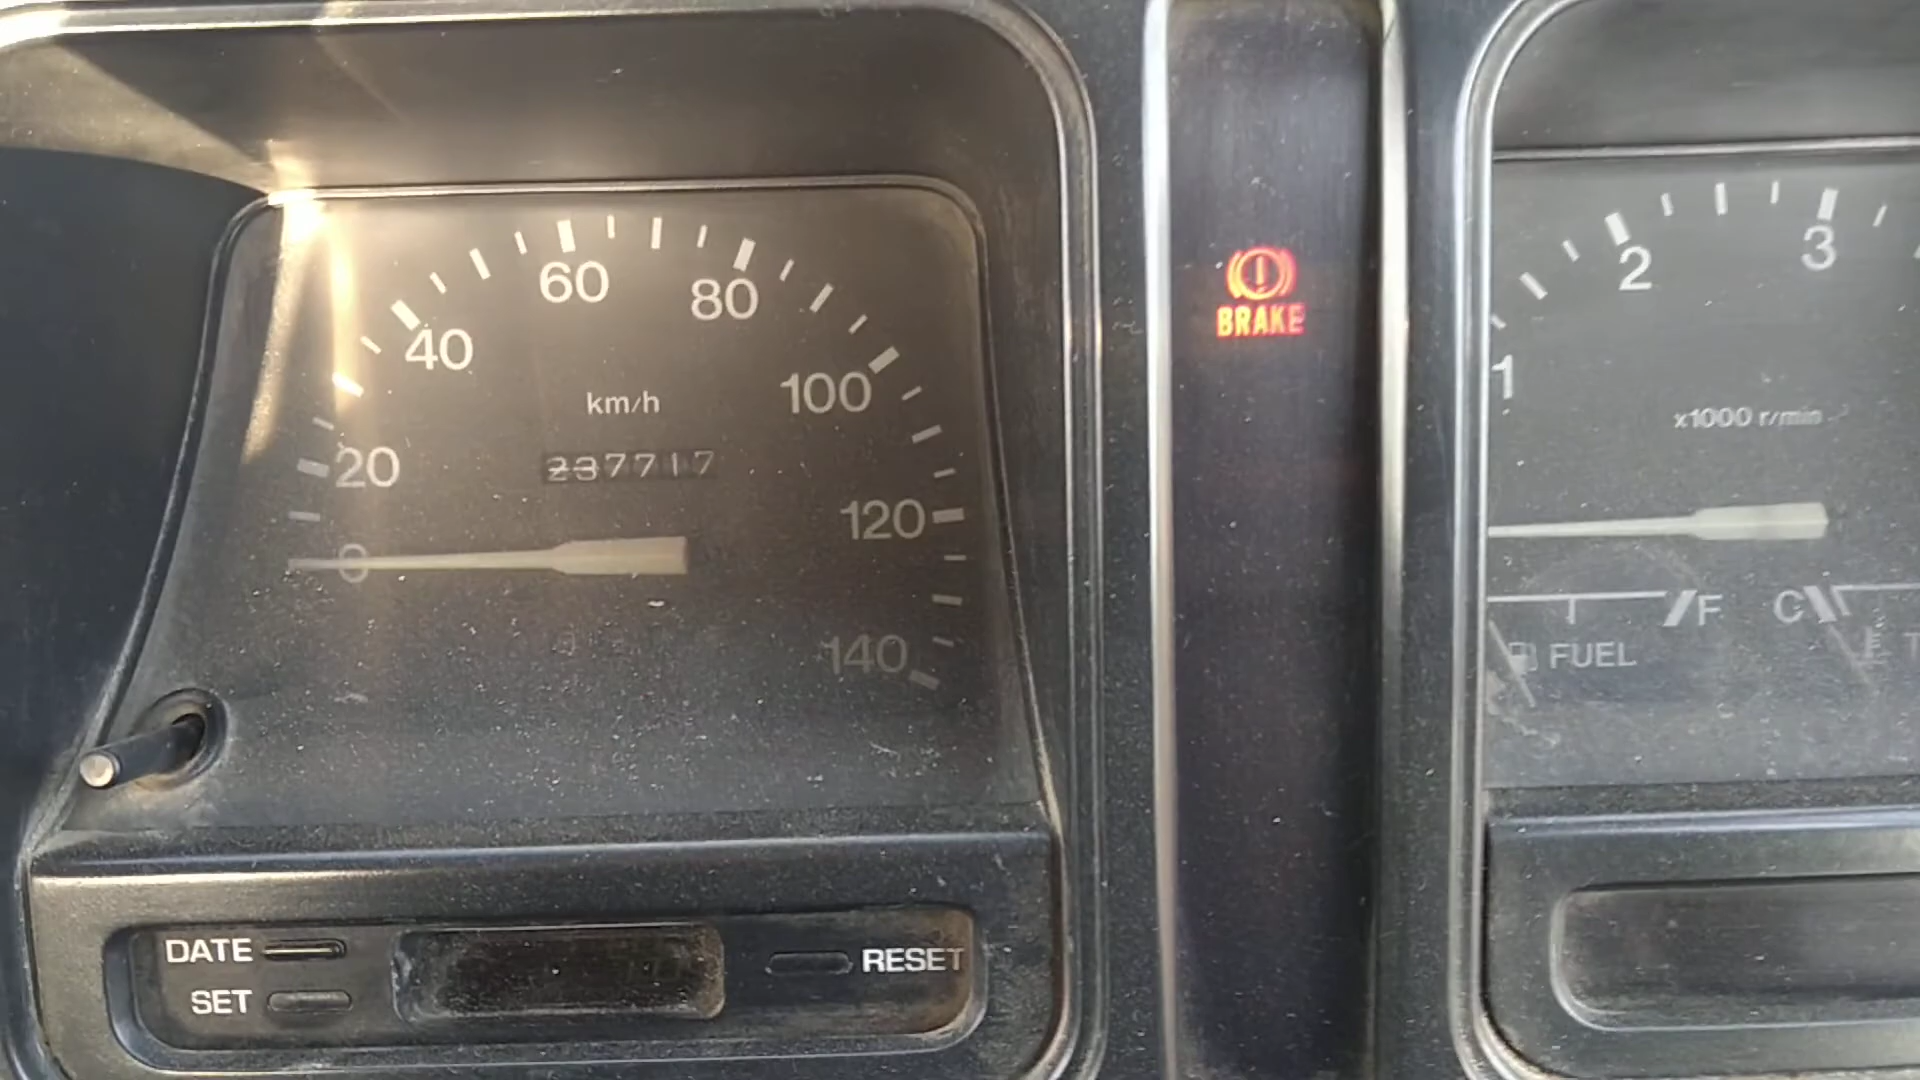 0
20
40
60
80
100
120
140
km/h
237717
DATE
SET
RESET
BRAKE
1
2
3
x1000 r/min
F
FUEL
C